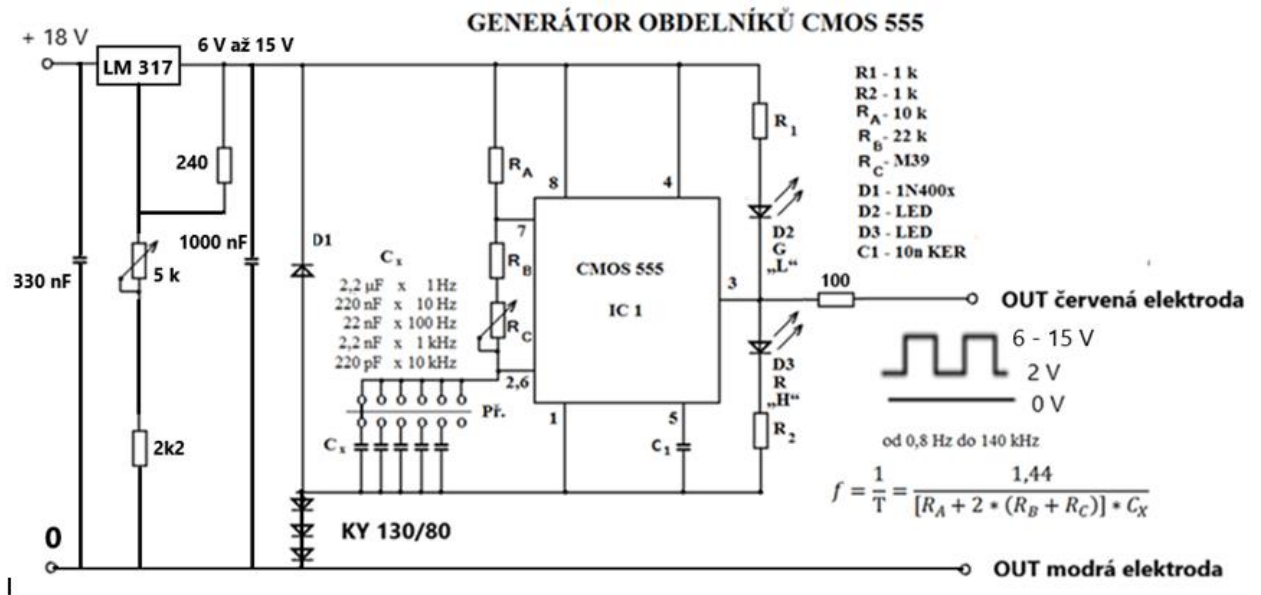 GENERÁTOR OBDELNÍKŮ CMOS 555
+ 18 V
6 V až 15 V
LM 317
240
1000 nF
330 nF
5 k
2k2
0
D1
Cx
2,2 µF x 1Hz
220 nF x 10 Hz
22 nF x 100 Hz
2,2 nF x 1 kHz
220 pF x 10 kHz
RA
RB
RC
8
4
7
2,6
1
5
3
CMOS 555
IC 1
Př.
Cx
C1
KY 130/80
R1
D2
G
„L“
D3
R
„H“
R2
100
R1 - 1 k
R2 - 1 k
RA- 10 k
RB- 22 k
RC- M39
D1 - 1N400x
D2 - LED
D3 - LED
C1 - 10n KER
OUT červená elektroda
6 - 15 V
2 V
0 V
od 0,8 Hz do 140 kHz
f = 1/T = 1,44/[RA + 2 * (RB + RC)] * CX
OUT modrá elektroda